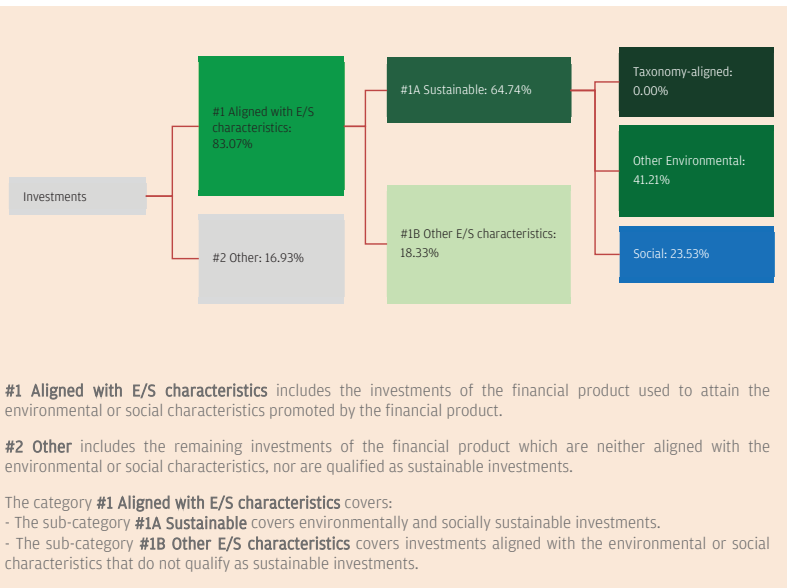 Investments
#1 Aligned with E/S
characteristics:
83.07%
#2 Other: 16.93%
#1A Sustainable: 64.74%
#1B Other E/S characteristics:
18.33%
Taxonomy-aligned:
0.00%
Other Environmental:
41.21%
Social: 23.53%
#1 Aligned with E/S characteristics includes the investments of the financial product used to attain the
environmental or social characteristics promoted by the financial product.
#2 Other includes the remaining investments of the financial product which are neither aligned with the
environmental or social characteristics, nor are qualified as sustainable investments.
The category #1 Aligned with E/S characteristics covers:
- The sub-category #1A Sustainable covers environmentally and socially sustainable investments.
- The sub-category #1B Other E/S characteristics covers investments aligned with the environmental or social
characteristics that do not qualify as sustainable investments.